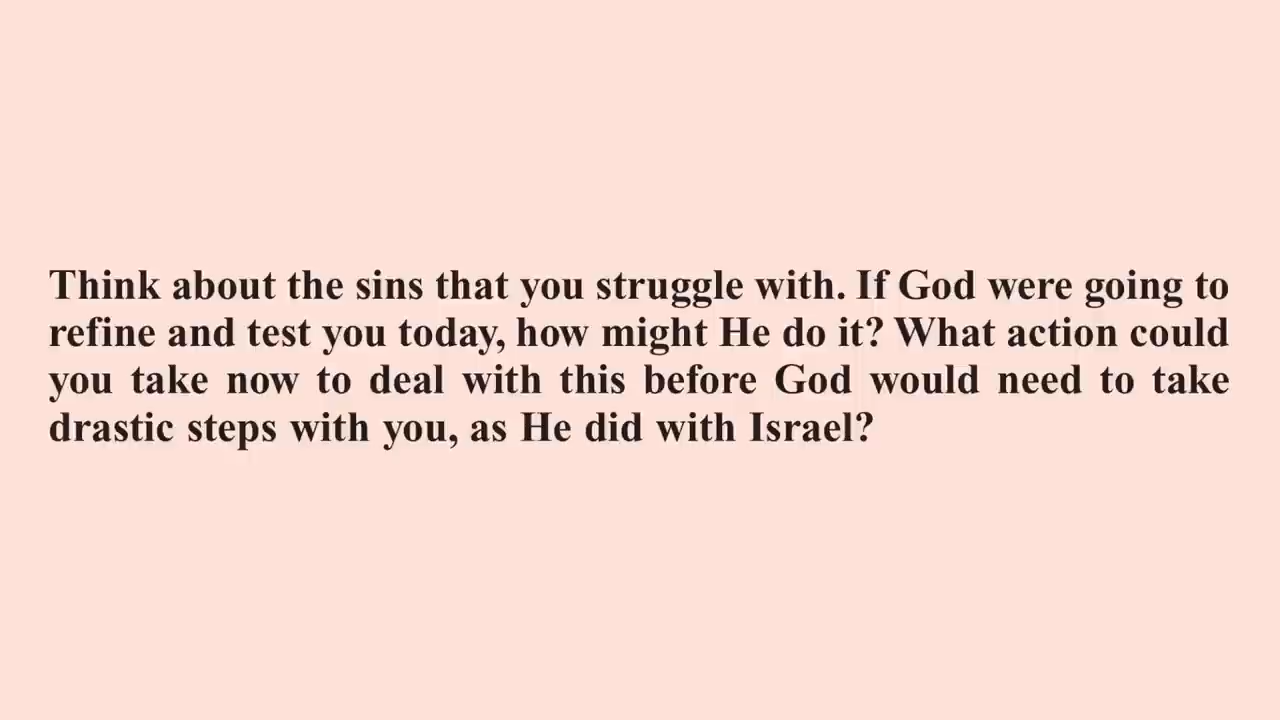 Think about the sins that you struggle with. If God were going to
refine and test you today, how might He do it? What action could
you take now to deal with this before God would need to take
drastic steps with you, as He did with Israel?